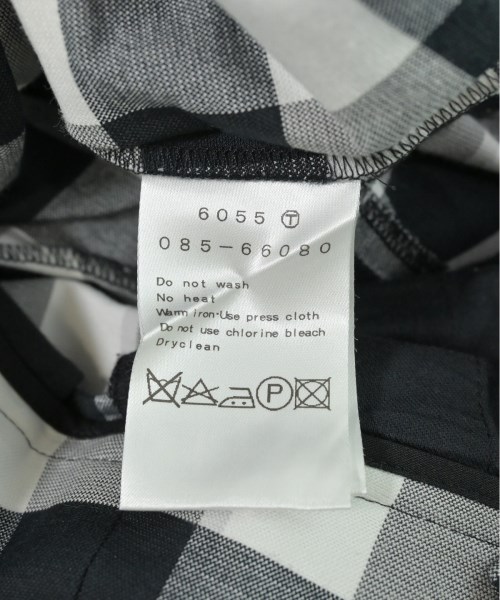 6055 Ⓣ
085-66080
Do not wash
No heat
Warm iron·Use press cloth
Do not use chlorine bleach
Dryclean
P